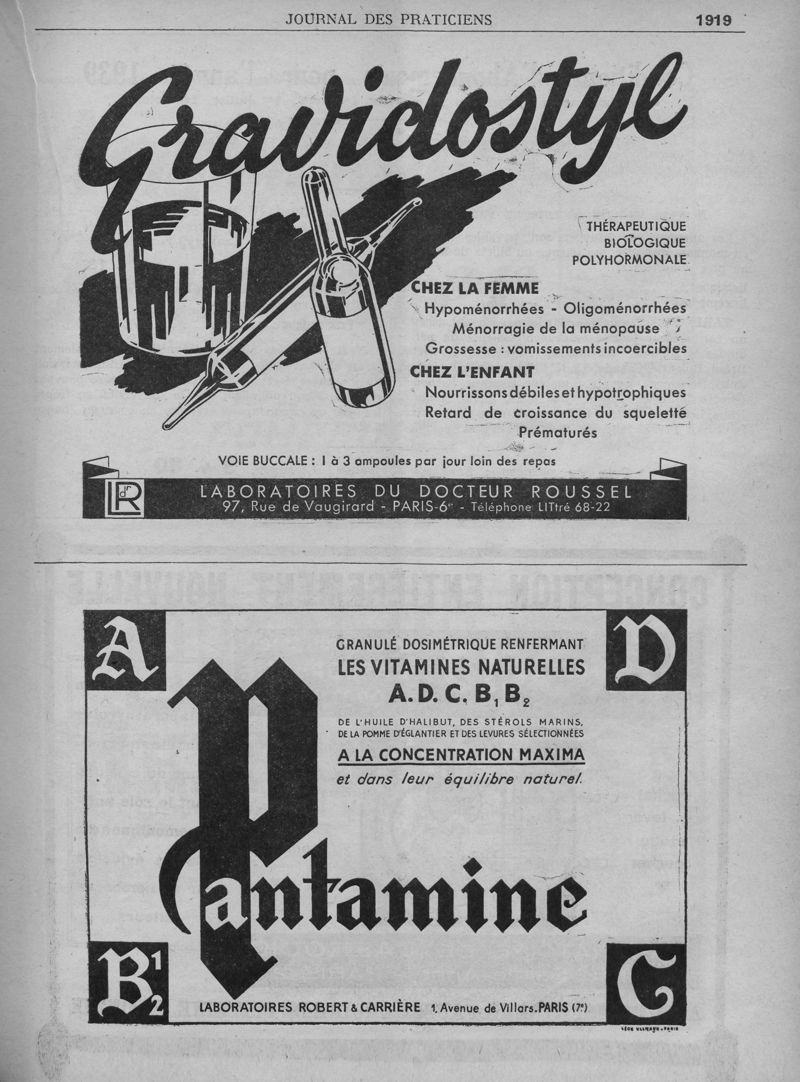 JOURNAL DES PRATICIENS 1919
Gravidostyl
THÉRAPEUTIQUE
BIOLOGIQUE
POLYHORMONALE
CHEZ LA FEMME
Hypoménorrhées - Oligoménorrhées
Ménorragie de la ménopause
Grossesse : vomissements incoercibles
CHEZ L'ENFANT
Nourrissons débiles et hypotrophiques
Retard de croissance du squelette
Prématurés
VOIE BUCCALE : 1 à 3 ampoules par jour loin des repas
LABORATOIRES DU DOCTEUR ROUSSEL
97, Rue de Vaugirard - PARIS-6e - Téléphone LITtré 68-22
A D
GRANULÉ DOSIMÉTRIQUE RENFERMANT
LES VITAMINES NATURELLES
A. D. C. B1 B2
DE L'HUILE D'HALIBUT, DES STÉROLS MARINS,
DE LA POMME D'ÉGLANTIER ET DES LEVURES SÉLECTIONNÉES
A LA CONCENTRATION MAXIMA
et dans leur équilibre naturel.
Pantamine
B1 2 C
LABORATOIRES ROBERT & CARRIÈRE 1, Avenue de Villars. PARIS (7e)